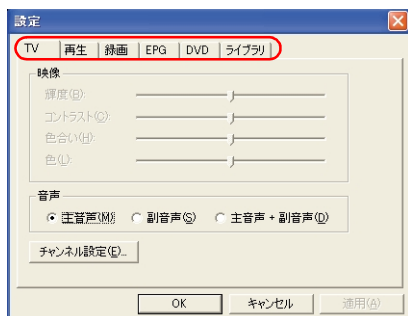 設定
TV 再生 録画 EPG DVD ライブラリ
映像
輝度(B):
コントラスト(C):
色合い(H):
色(L):
音声
主音声(M) 副音声(S) 主音声 + 副音声(D)
チャンネル設定(E)...
OK キャンセル 適用(A)